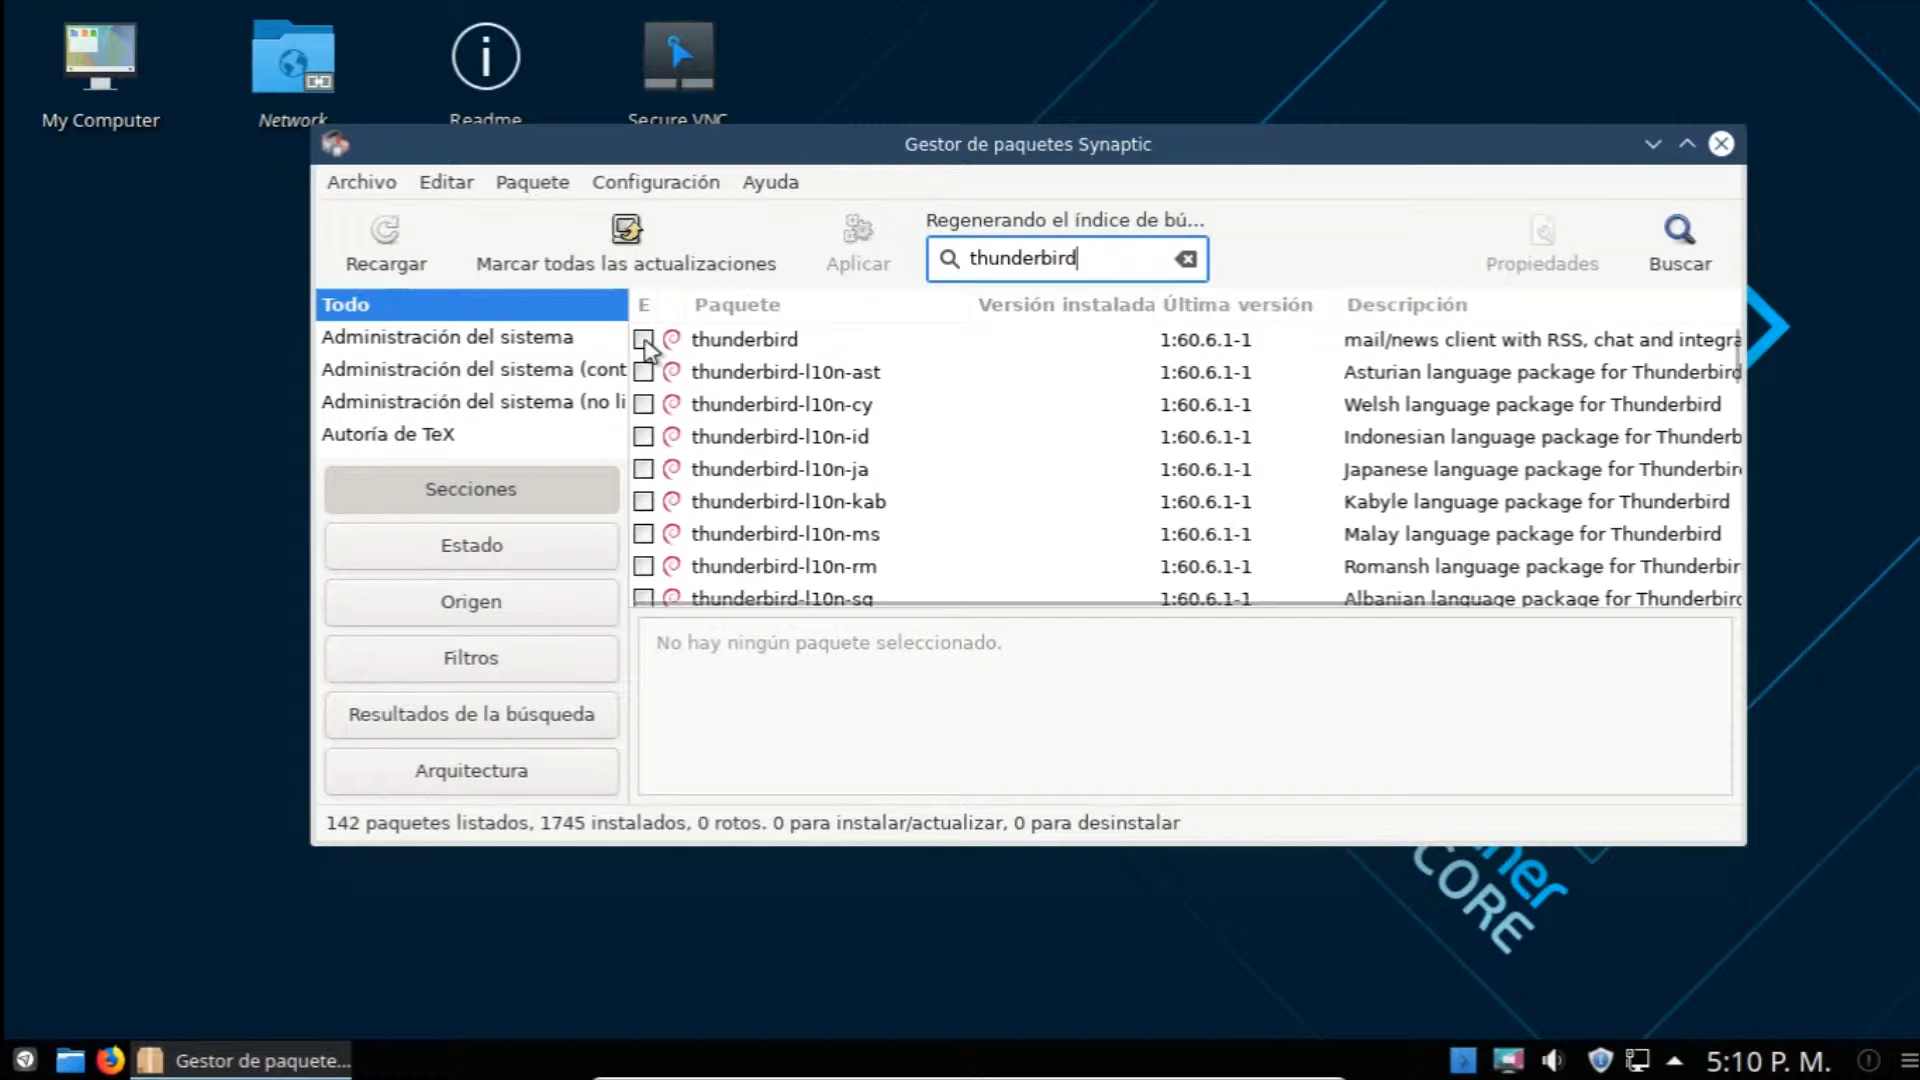 My Computer
Network
Readme
Secure VNC
Gestor de paquetes Synaptic
Archivo Editar Paquete Configuración Ayuda
Regenerando el índice de bú...
Recargar Marcar todas las actualizaciones Aplicar thunderbird Propiedades Buscar
Todo
Administración del sistema
Administración del sistema (cont
Administración del sistema (no li
Autoría de TeX
Secciones
Estado
Origen
Filtros
Resultados de la búsqueda
Arquitectura
E Paquete Versión instalada Última versión Descripción
thunderbird 1:60.6.1-1 mail/news client with RSS, chat and integra
thunderbird-l10n-ast 1:60.6.1-1 Asturian language package for Thunderbird
thunderbird-l10n-cy 1:60.6.1-1 Welsh language package for Thunderbird
thunderbird-l10n-id 1:60.6.1-1 Indonesian language package for Thunderb
thunderbird-l10n-ja 1:60.6.1-1 Japanese language package for Thunderbir
thunderbird-l10n-kab 1:60.6.1-1 Kabyle language package for Thunderbird
thunderbird-l10n-ms 1:60.6.1-1 Malay language package for Thunderbird
thunderbird-l10n-rm 1:60.6.1-1 Romansh language package for Thunderbir
thunderbird-l10n-sq 1:60.6.1-1 Albanian language package for Thunderbird
No hay ningún paquete seleccionado.
142 paquetes listados, 1745 instalados, 0 rotos. 0 para instalar/actualizar, 0 para desinstalar
CORE
Gestor de paquete...
5:10 P. M.